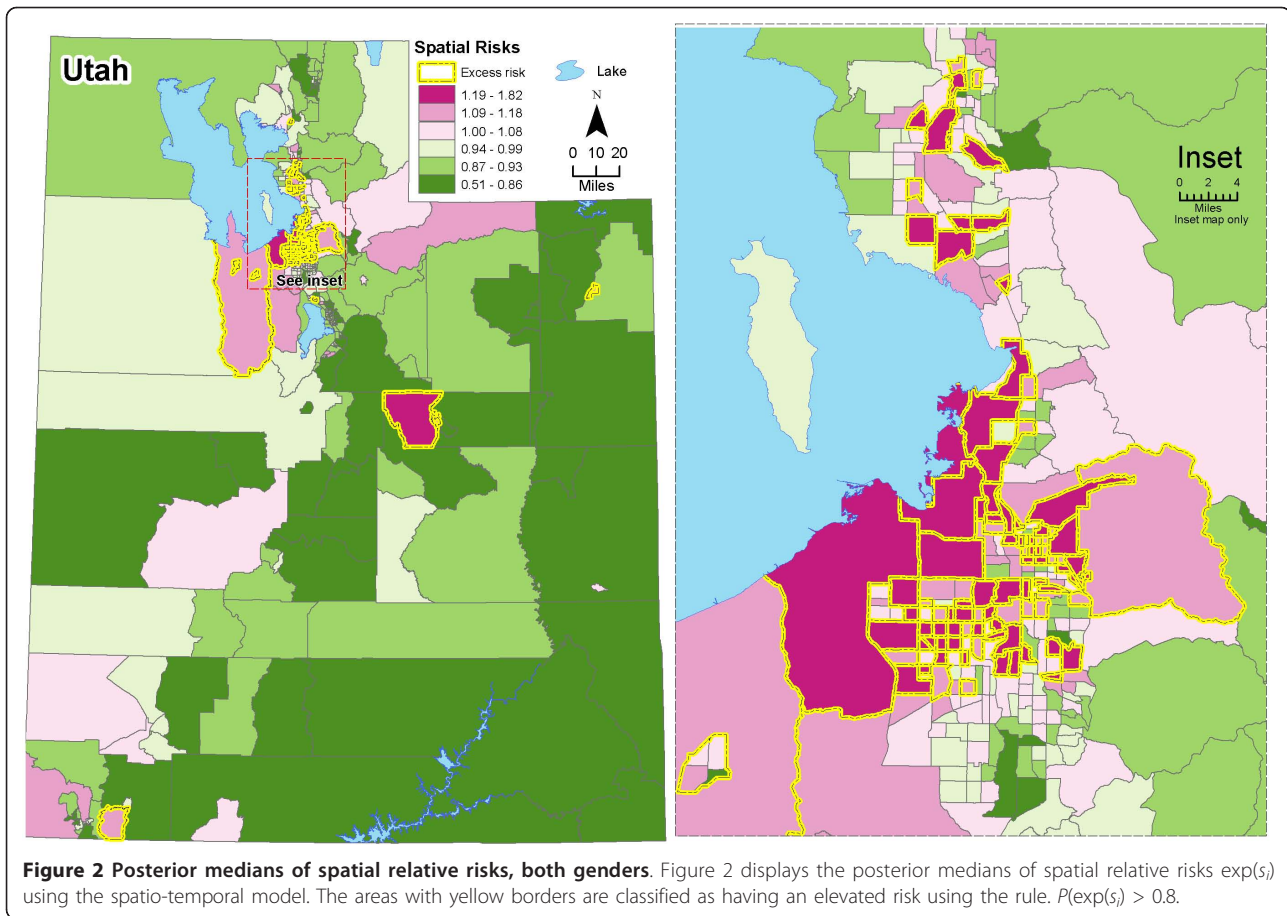 Utah
Spatial Risks
Excess risk
1.19 - 1.82
1.09 - 1.18
1.00 - 1.08
0.94 - 0.99
0.87 - 0.93
0.51 - 0.86
Lake
N
0 10 20
Miles
See inset
Inset
0 2 4
Miles
Inset map only
Figure 2 Posterior medians of spatial relative risks, both genders. Figure 2 displays the posterior medians of spatial relative risks exp(si)
using the spatio-temporal model. The areas with yellow borders are classified as having an elevated risk using the rule. P(exp(si) > 0.8.